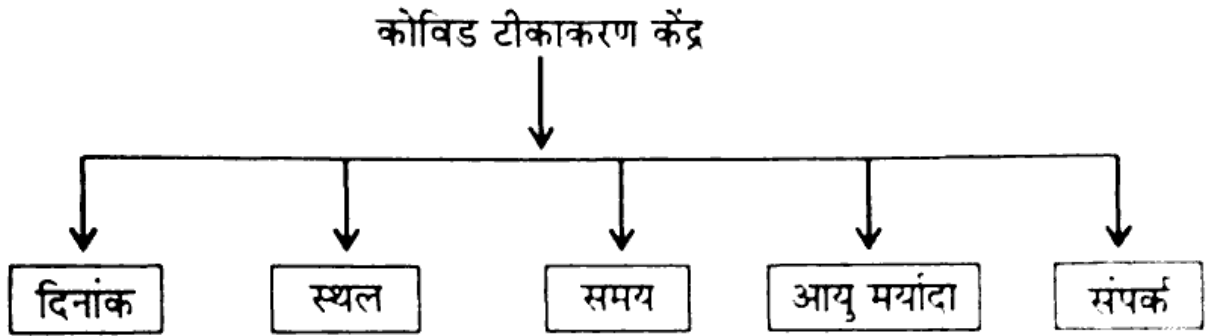 कोविड टीकाकरण केंद्र
दिनांक स्थल समय आयु मर्यादा संपर्क